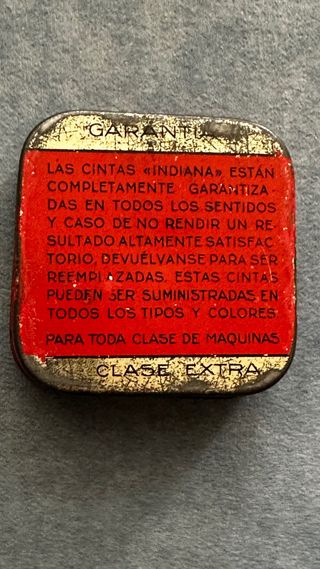 GARANTI
LAS CINTAS «INDIANA» ESTÁN
COMPLETAMENTE GARANTIZA-
DAS EN TODOS LOS SENTIDOS
Y CASO DE NO RENDIR UN RE-
SULTADO ALTAMENTE SATISFAC
TORIO, DEVUÉLVANSE PARA SER
REEMPLAZADAS. ESTAS CINTAS
PUEDEN SER SUMINISTRADAS EN
TODOS LOS TIPOS Y COLORES
PARA TODA CLASE DE MAQUINAS
CLASE EXTRA